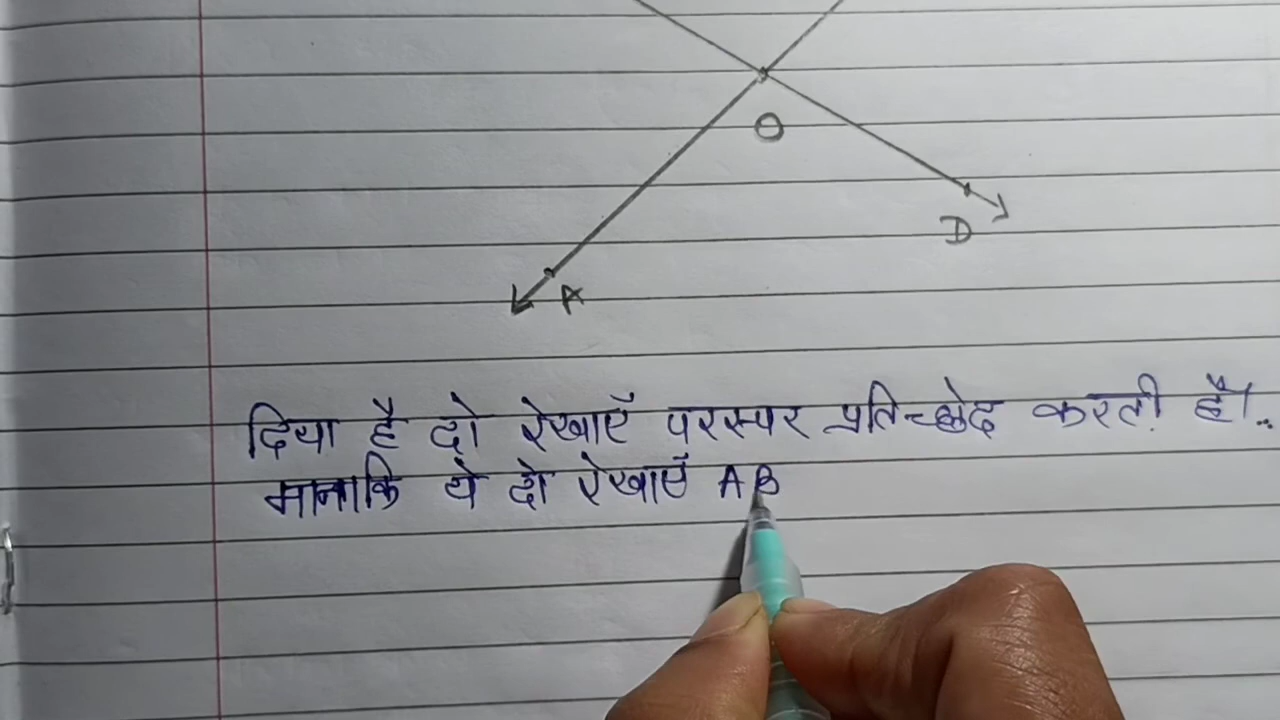 O
D
A
दिया है दो रेखाएँ परस्पर प्रतिच्छेद करती है।..
मानाकि ये दो रेखाएँ AB